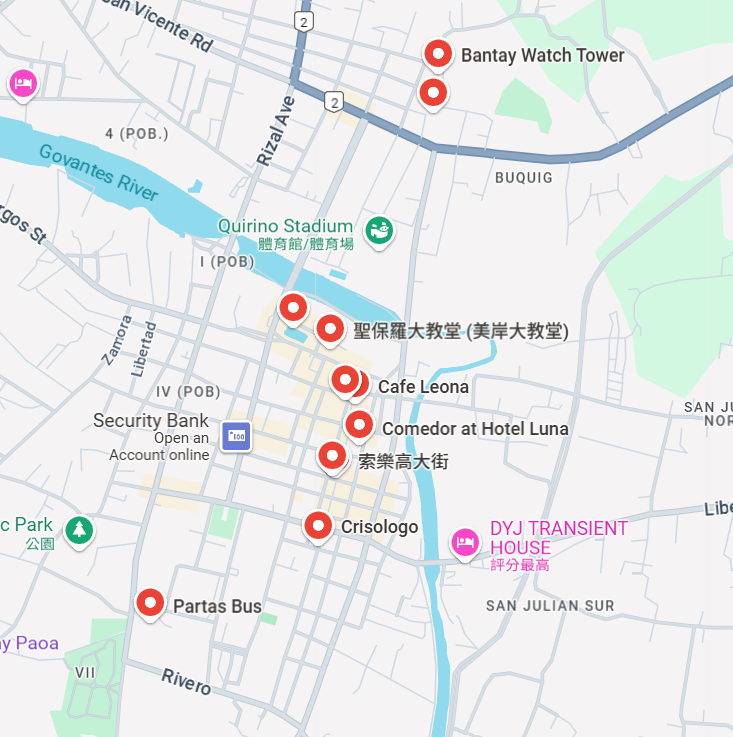 San Vicente Rd
2
Bantay Watch Tower
2
Rizal Ave
4 (POB.)
Govantes River
BUQUIG
Quirino Stadium
體育館/體育場
gos St
I (POB)
聖保羅大教堂 (美岸大教堂)
Zamora
Libertad
IV (POB)
Cafe Leona
SAN JU
NOR
Security Bank
Open an
Account online
Comedor at Hotel Luna
索樂高大街
Libe
c Park
公園
Crisologo
DYJ TRANSIENT
HOUSE
評分最高
Partas Bus
SAN JULIAN SUR
y Paoa
VII
Rivero